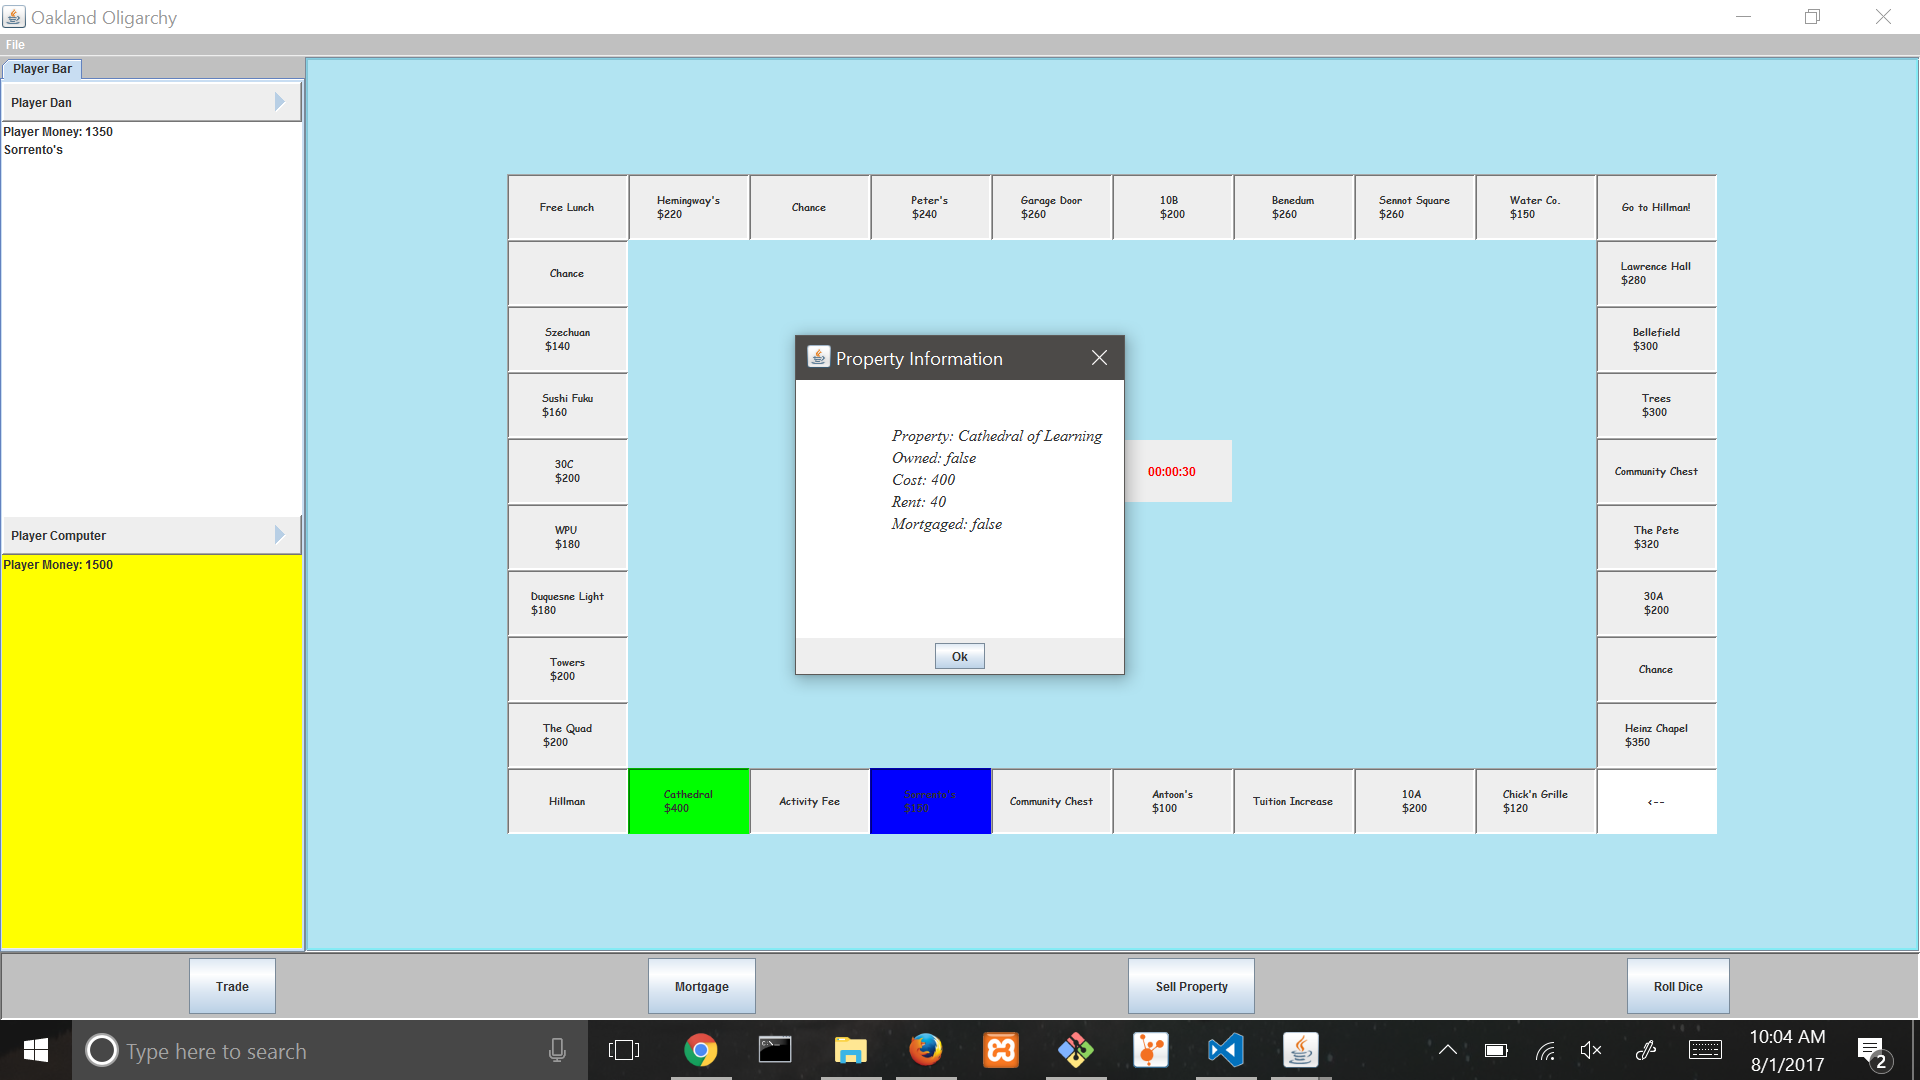 Oakland Oligarchy
File
Player Bar
Player Dan
Player Money: 1350
Sorrento's
Player Computer
Player Money: 1500
Free Lunch
Hemingway's
$220
Chance
Peter's
$240
Garage Door
$260
10B
$200
Benedum
$260
Sennot Square
$260
Water Co.
$150
Go to Hillman!
Chance
Szechuan
$140
Sushi Fuku
$160
30C
$200
WPU
$180
Duquesne Light
$180
Towers
$200
The Quad
$200
Lawrence Hall
$280
Bellefield
$300
Trees
$300
Community Chest
The Pete
$320
30A
$200
Chance
Heinz Chapel
$350
Property Information
Property: Cathedral of Learning
Owned: false
Cost: 400
Rent: 40
Mortgaged: false
Ok
00:00:30
Hillman
Cathedral
$400
Activity Fee
Sorrento's
$150
Community Chest
Antoon's
$100
Tuition Increase
10A
$200
Chick'n Grille
$120
<--
Trade
Mortgage
Sell Property
Roll Dice
Type here to search
10:04 AM
8/1/2017
2